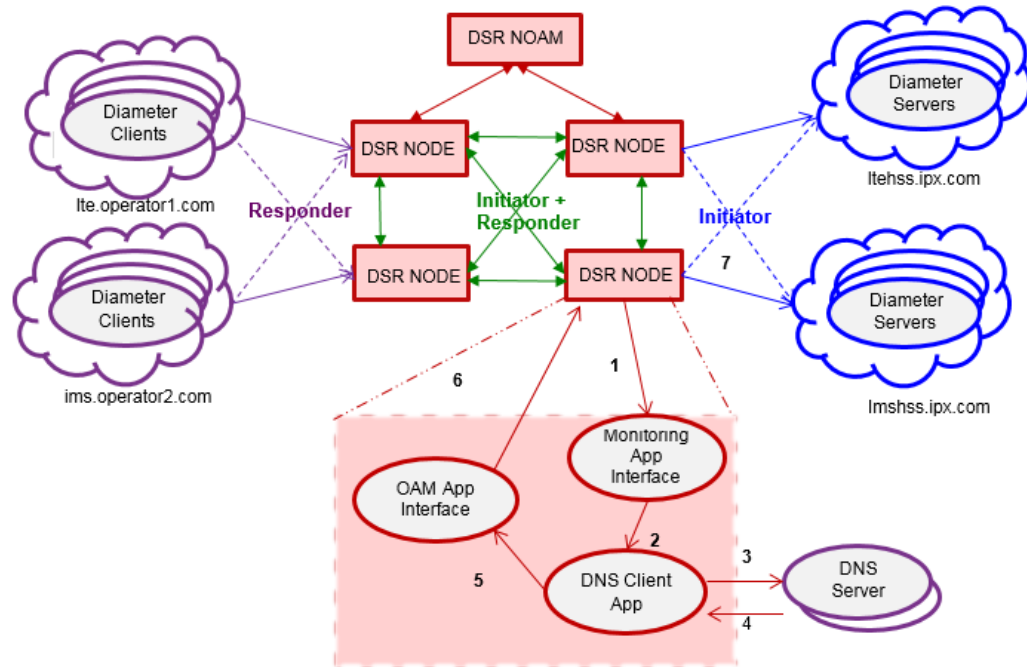 DSR NOAM
Diameter
Clients
lte.operator1.com
DSR NODE
DSR NODE
Diameter
Servers
ltehss.ipx.com
Responder
Initiator +
Responder
Initiator
7
Diameter
Clients
ims.operator2.com
DSR NODE
DSR NODE
Diameter
Servers
Imshss.ipx.com
6
1
Monitoring
App
Interface
OAM App
Interface
2
5
DNS Client
App
3
4
DNS
Server